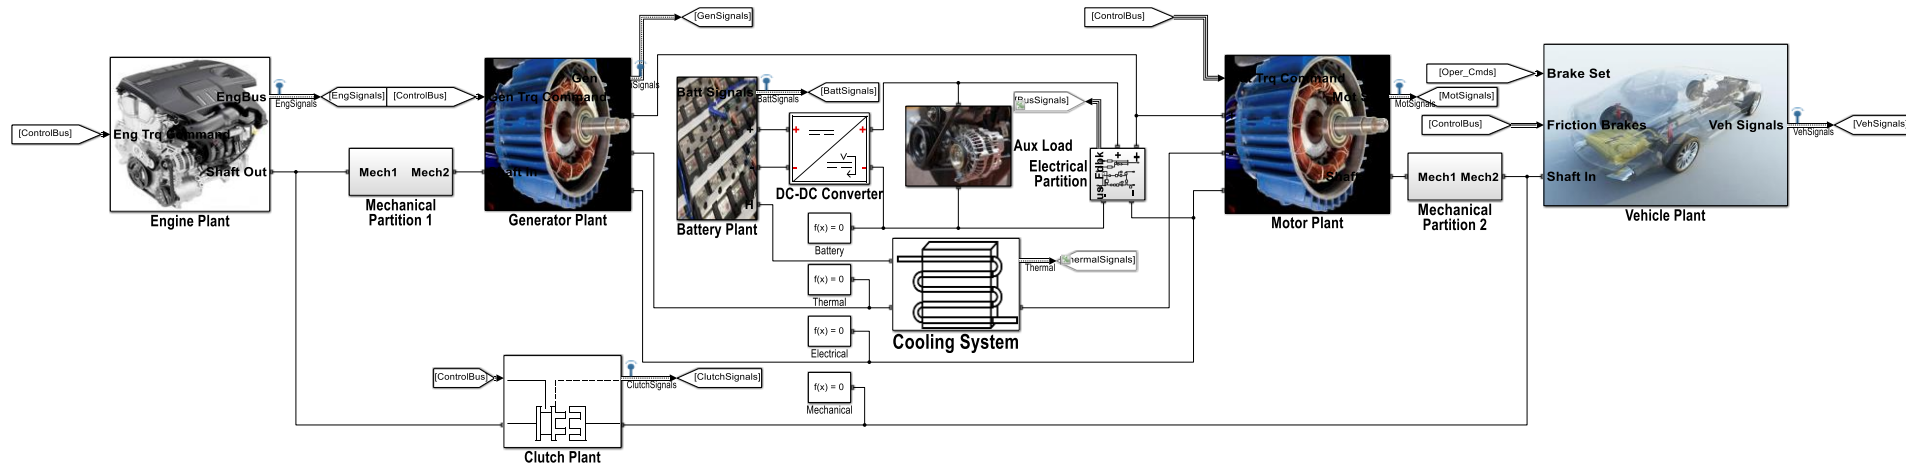 [GenSignals]
[ControlBus]
EngBus
EngSignals
[EngSignals]
[ControlBus]
[ControlBus]
Eng Trq Command
Shaft Out
Engine Plant
Mech1 Mech2
Mechanical
Partition 1
Gen
Gen Trq Command
Generator Plant
Batt Signals
BattSignals
[BattSignals]
+
-
H
Battery Plant
+ +
- -
V
DC-DC Converter
Aux Load
[BusSignals]
Electrical
Partition
+ +
-
Trq Command
Motor Plant
MotSignals
[MotSignals]
Mech1 Mech2
Mechanical
Partition 2
[Oper_Cmds]
Brake Set
[ControlBus]
Friction Brakes
Shaft In
Veh Signals
VehSignals
[VehSignals]
Vehicle Plant
f(x) = 0
Battery
f(x) = 0
Thermal
f(x) = 0
Electrical
f(x) = 0
Mechanical
Thermal
Cooling System
[ControlBus]
ClutchSignals
[ClutchSignals]
Clutch Plant